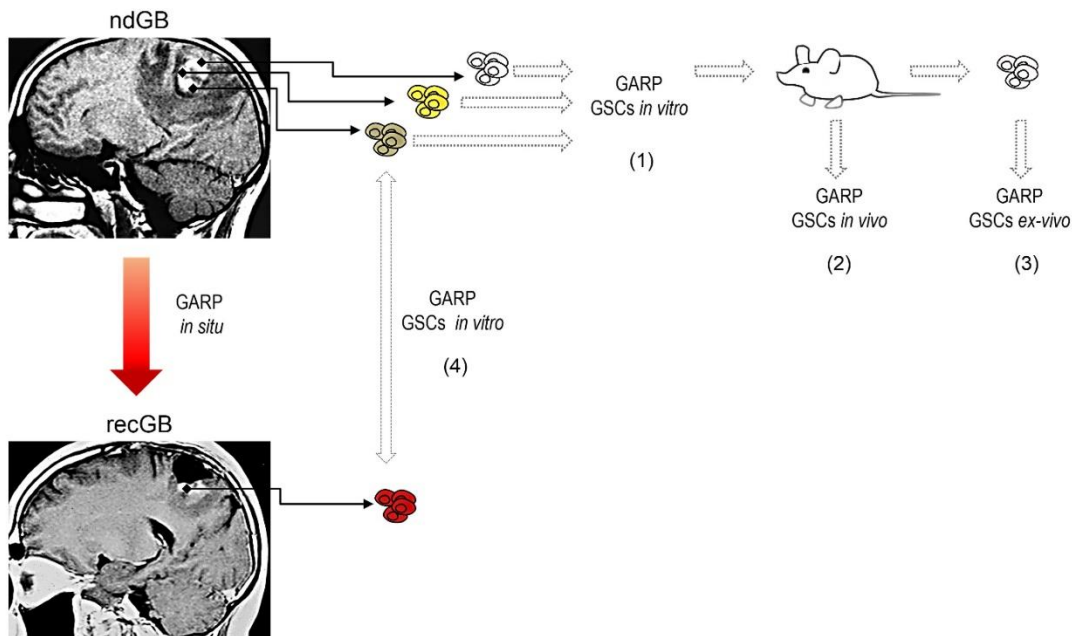 ndGB
GARP
GSCs in vitro
(1)
GARP
GSCs in vivo
(2)
GARP
GSCs ex-vivo
(3)
GARP
in situ
GARP
GSCs in vitro
(4)
recGB